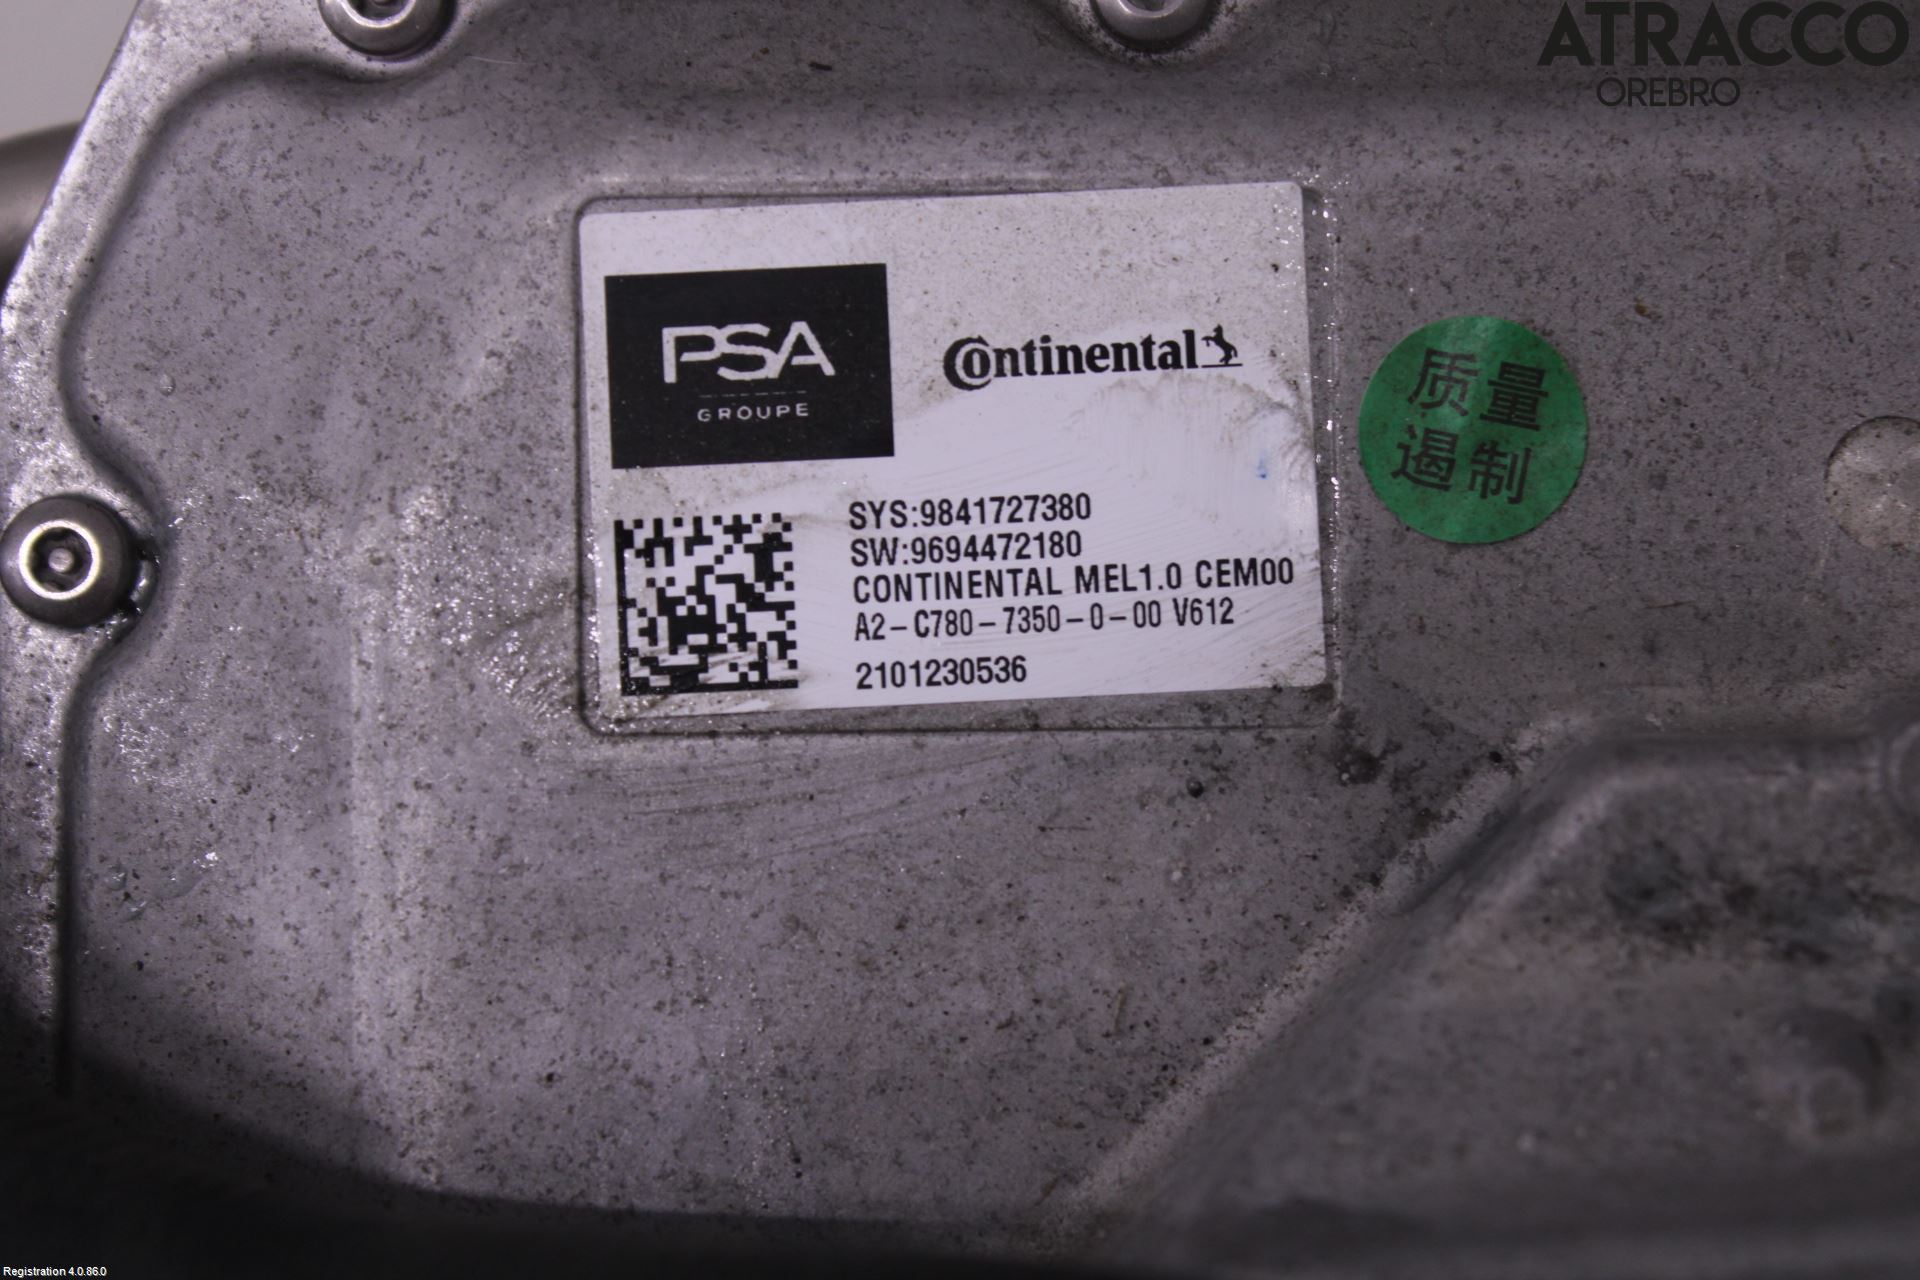 ATRACCO
ÖREBRO
PSA
GROUPE
Continental
质量
遏制
SYS:9841727380
SW:9694472180
CONTINENTAL MEL1.0 CEM00
A2-C780-7350-0-00 V612
2101230536
Registration 4.0.86.0